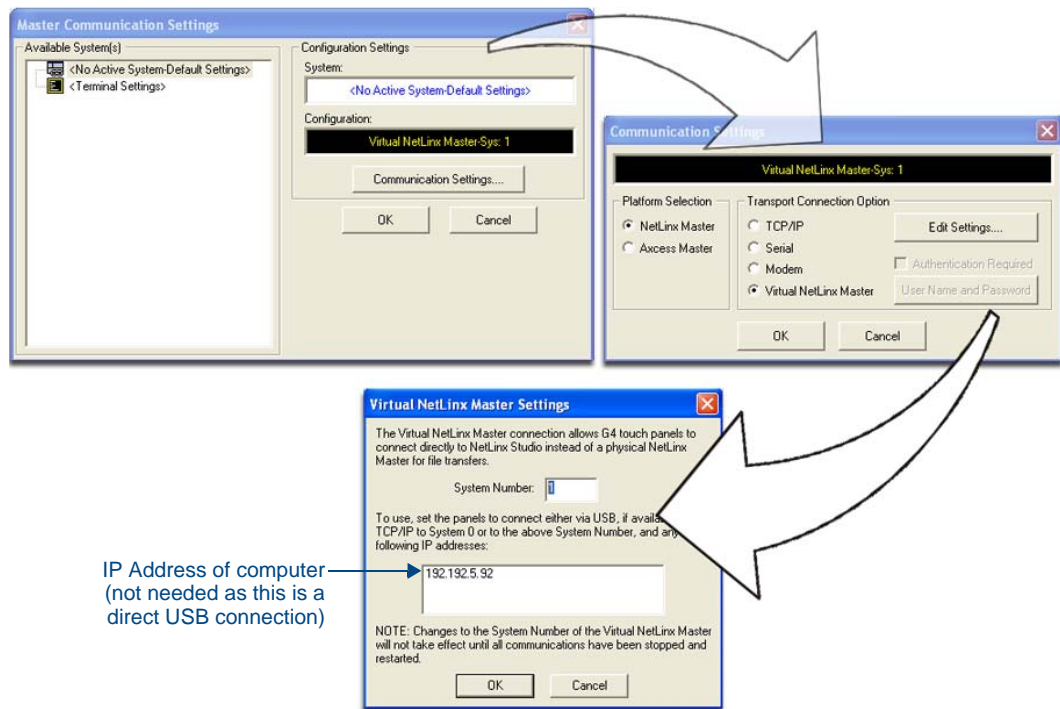 Master Communication Settings
Available System(s)
<No Active System-Default Settings>
<Terminal Settings>
Configuration Settings
System:
<No Active System-Default Settings>
Configuration:
Virtual NetLinx Master-Sys: 1
Communication Settings....
OK
Cancel
Communication Settings
Virtual NetLinx Master-Sys: 1
Platform Selection
NetLinx Master
Axcess Master
Transport Connection Option
TCP/IP
Serial
Modem
Virtual NetLinx Master
Edit Settings....
Authentication Required
User Name and Password
OK
Cancel
Virtual NetLinx Master Settings
The Virtual NetLinx Master connection allows G4 touch panels to
connect directly to NetLinx Studio instead of a physical NetLinx
Master for file transfers.
System Number:
1
To use, set the panels to connect either via USB, if
TCP/IP to System 0 or to the above System Number, and any
following IP addresses:
192.192.5.92
NOTE: Changes to the System Number of the Virtual NetLinx Master
will not take effect until all communications have been stopped and
restarted.
OK
Cancel
IP Address of computer
(not needed as this is a
direct USB connection)